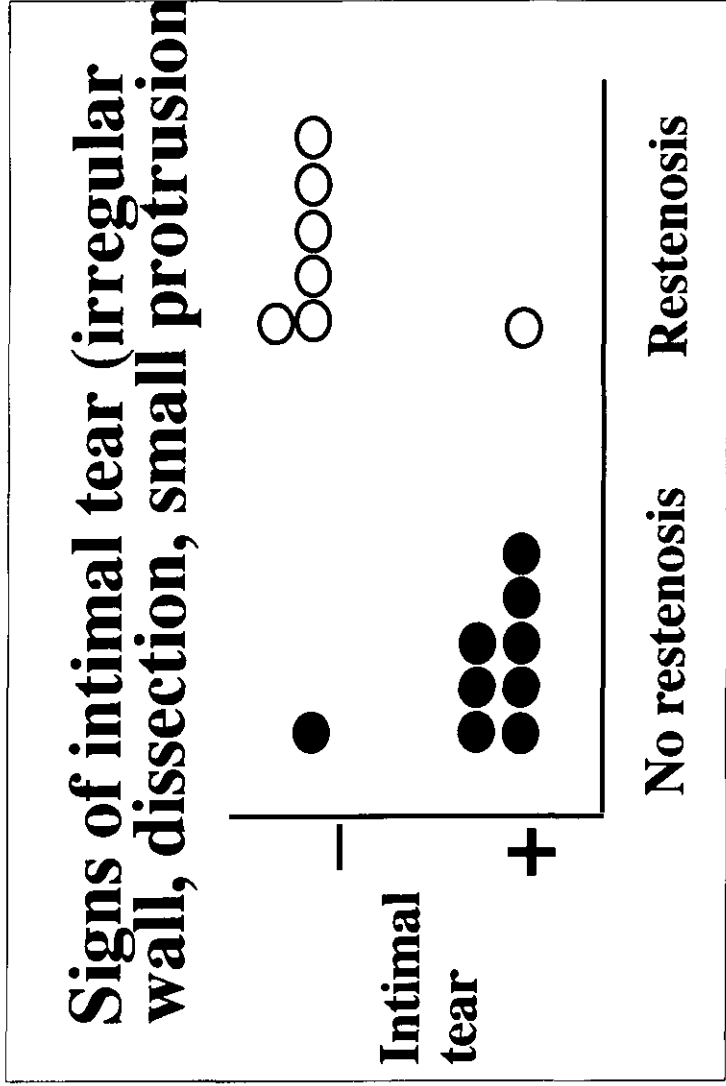 Signs of intimal tear (irregular
wall, dissection, small protrusion
Intimal
tear
−
+
No restenosis
Restenosis